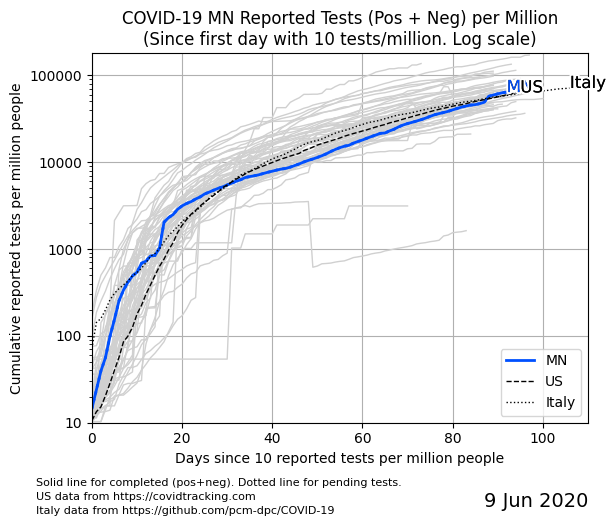 COVID-19 MN Reported Tests (Pos + Neg) per Million
(Since first day with 10 tests/million. Log scale)
Cumulative reported tests per million people
100000
10000
1000
100
10
MN
US
Italy
MN
US
Italy
0
20
40
60
80
100
Days since 10 reported tests per million people
Solid line for completed (pos+neg). Dotted line for pending tests.
US data from https://covidtracking.com
Italy data from https://github.com/pcm-dpc/COVID-19
9 Jun 2020